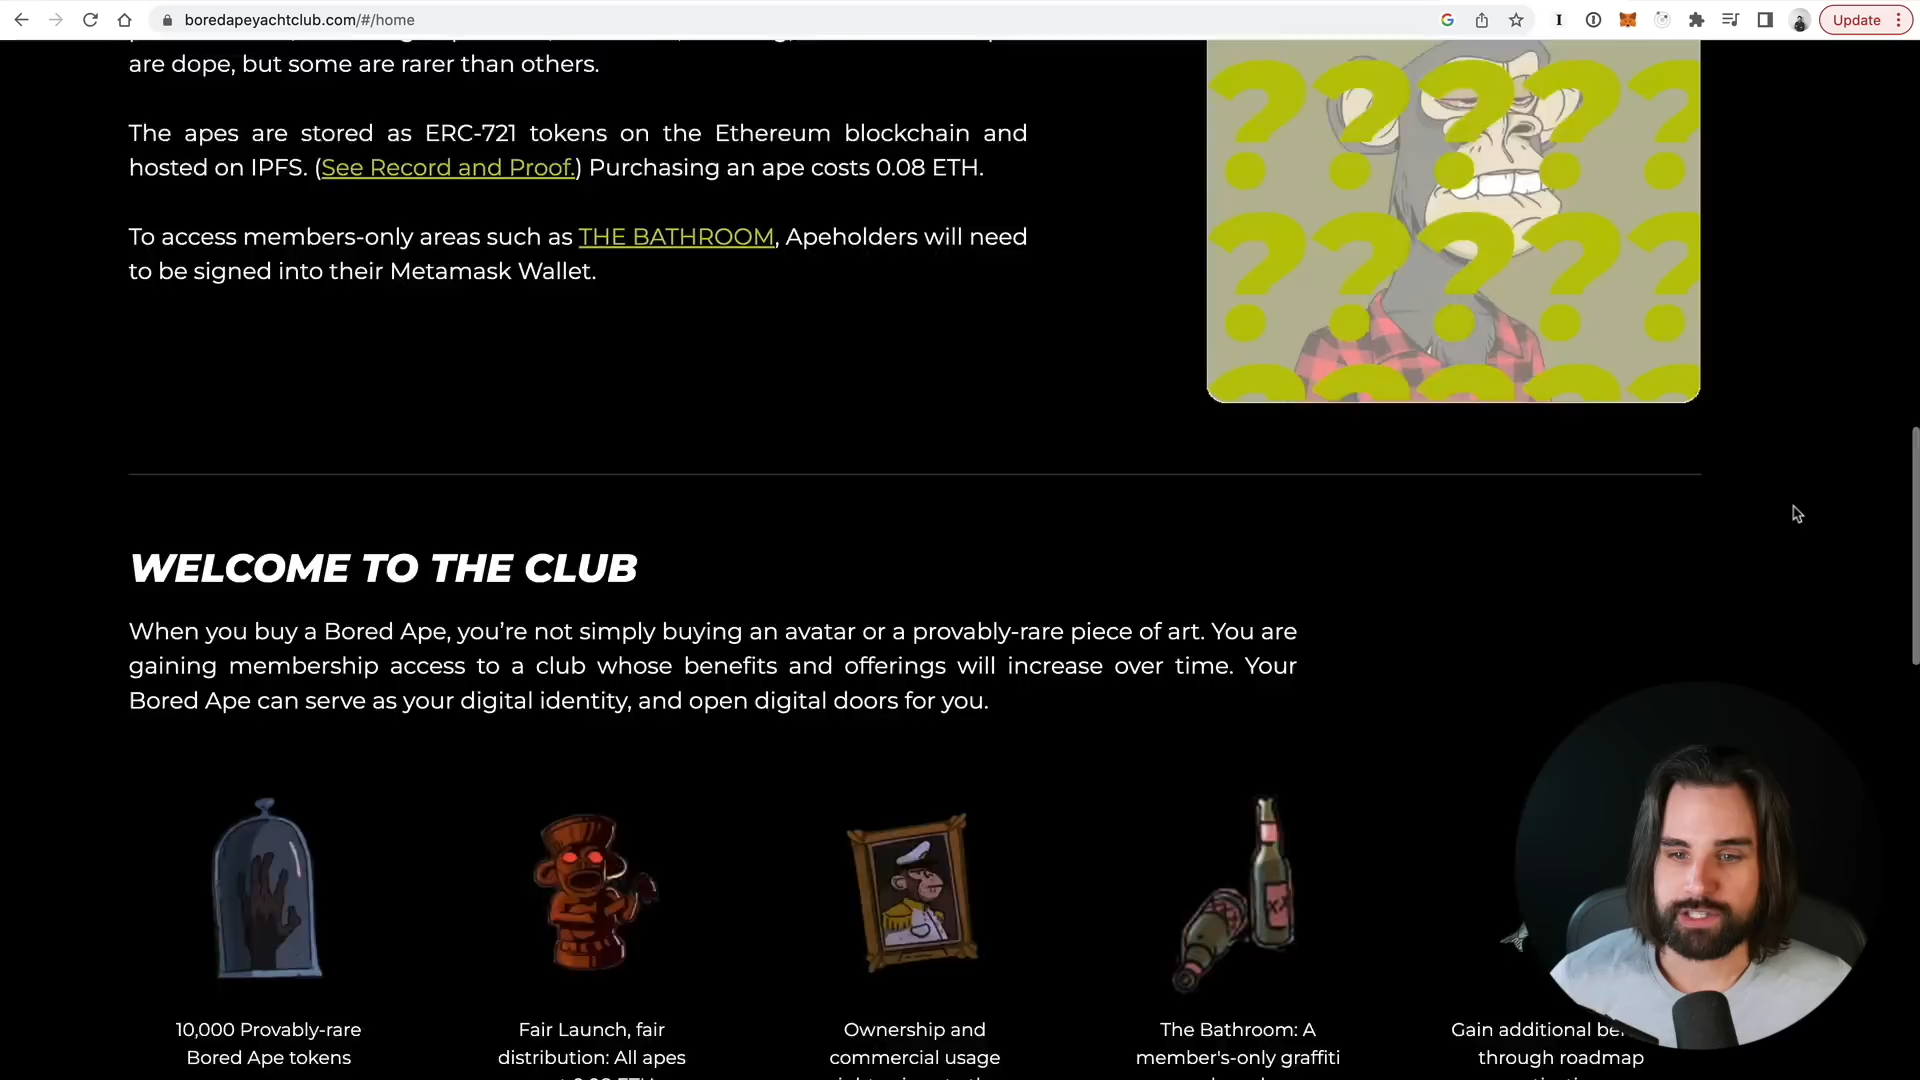 boredapeyachtclub.com/#/home
Update
are dope, but some are rarer than others.
The apes are stored as ERC-721 tokens on the Ethereum blockchain and
hosted on IPFS. (See Record and Proof.) Purchasing an ape costs 0.08 ETH.
To access members-only areas such as THE BATHROOM, Apeholders will need
to be signed into their Metamask Wallet.
? ? ? ? ?
? ? ? ? ?
WELCOME TO THE CLUB
When you buy a Bored Ape, you’re not simply buying an avatar or a provably-rare piece of art. You are
gaining membership access to a club whose benefits and offerings will increase over time. Your
Bored Ape can serve as your digital identity, and open digital doors for you.
10,000 Provably-rare
Bored Ape tokens
Fair Launch, fair
distribution: All apes
Ownership and
commercial usage
The Bathroom: A
member's-only graffiti
Gain additional
through roadmap